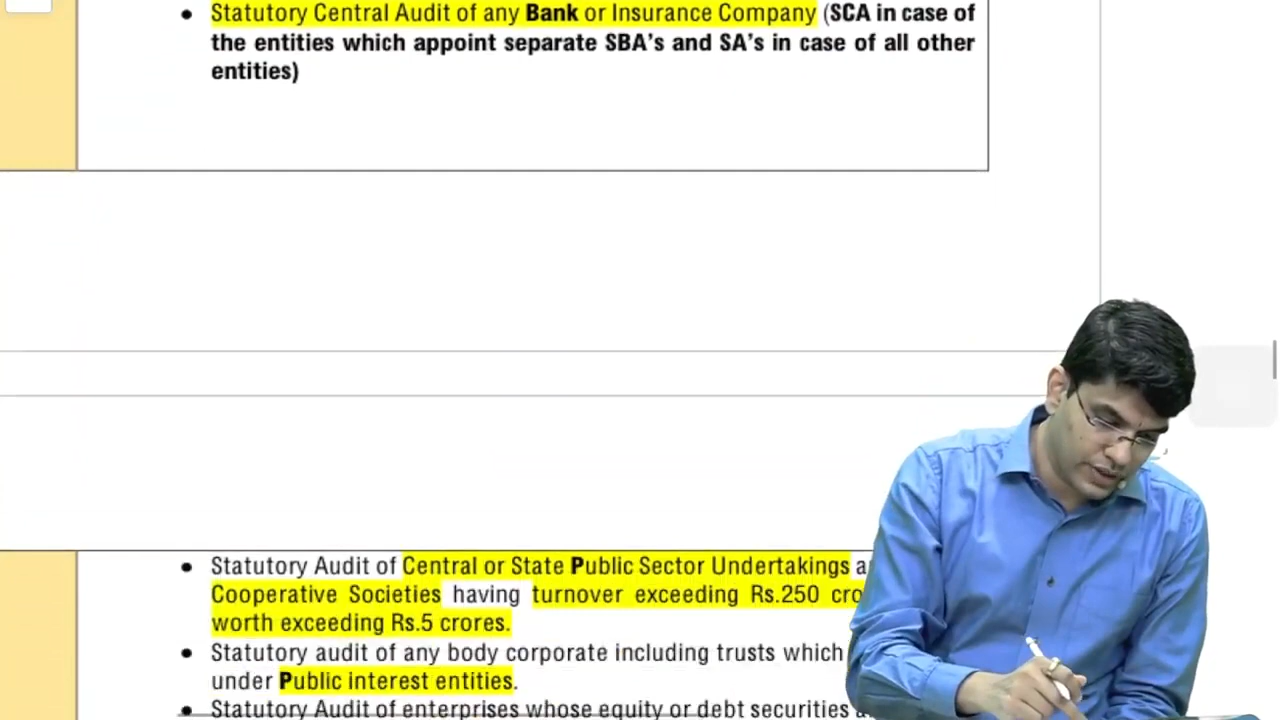 • Statutory Central Audit of any Bank or Insurance Company (SCA in case of
the entities which appoint separate SBA's and SA's in case of all other
entities)
• Statutory Audit of Central or State Public Sector Undertakings
Cooperative Societies having turnover exceeding Rs.250
worth exceeding Rs.5 crores.
• Statutory audit of any body corporate including trusts which
under Public interest entities.
• Statutory Audit of enterprises whose equity or debt securities